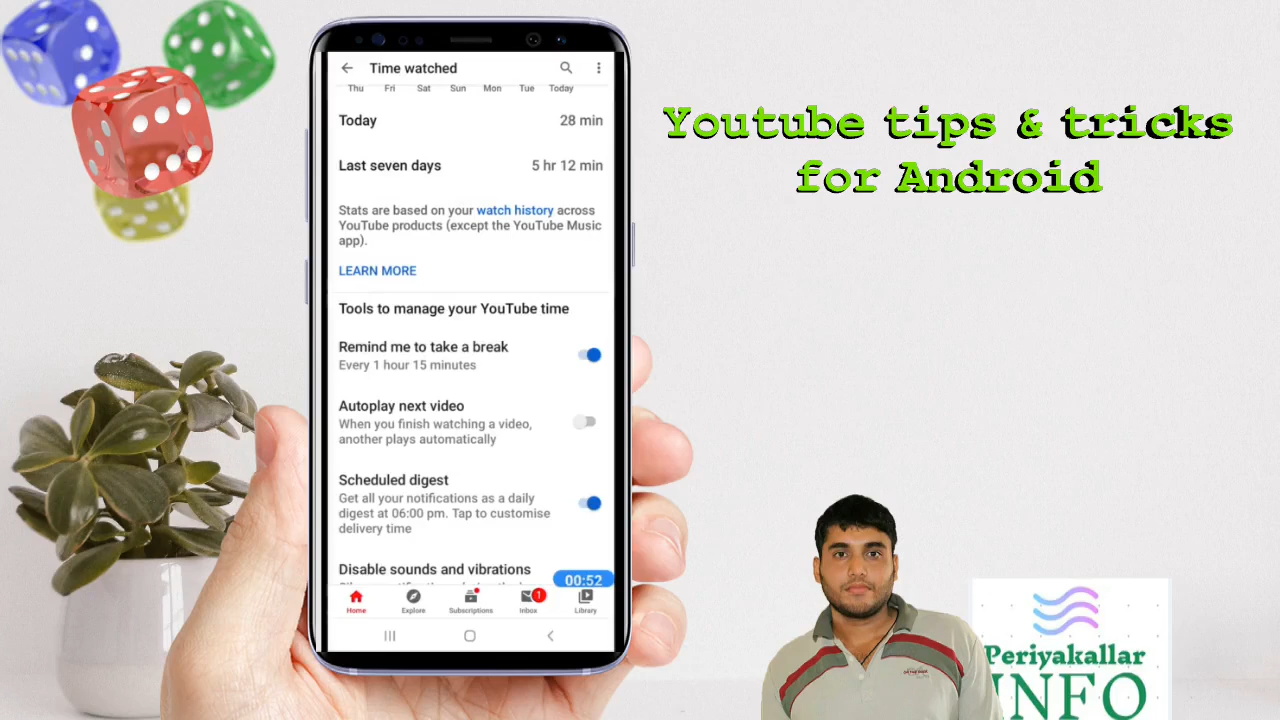 Time watched
Thu Fri Sat Sun Mon Tue Today
Today 28 min
Last seven days 5 hr 12 min
Stats are based on your watch history across
YouTube products (except the YouTube Music
app).
LEARN MORE
Tools to manage your YouTube time
Remind me to take a break
Every 1 hour 15 minutes
Autoplay next video
When you finish watching a video,
another plays automatically
Scheduled digest
Get all your notifications as a daily
digest at 06:00 pm. Tap to customise
delivery time
Disable sounds and vibrations
00:52
1
Home Explore Subscriptions Inbox Library
Youtube tips & tricks
for Android
Periyakallar
INFO